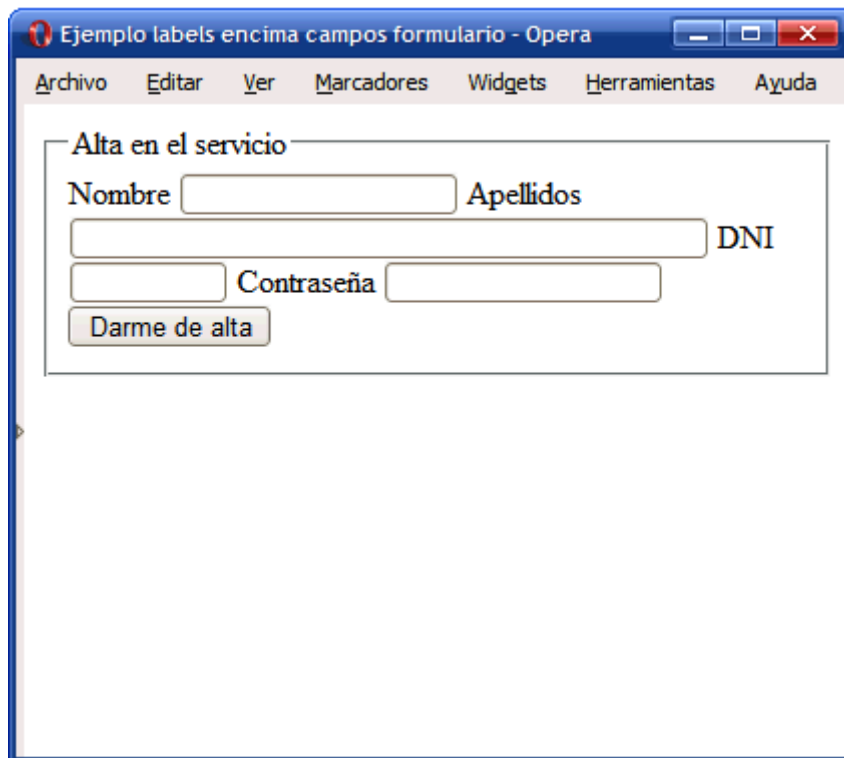 Ejemplo labels encima campos formulario - Opera
Archivo Editar Ver Marcadores Widgets Herramientas Ayuda
Alta en el servicio
Nombre Apellidos
DNI
Contraseña
Darme de alta